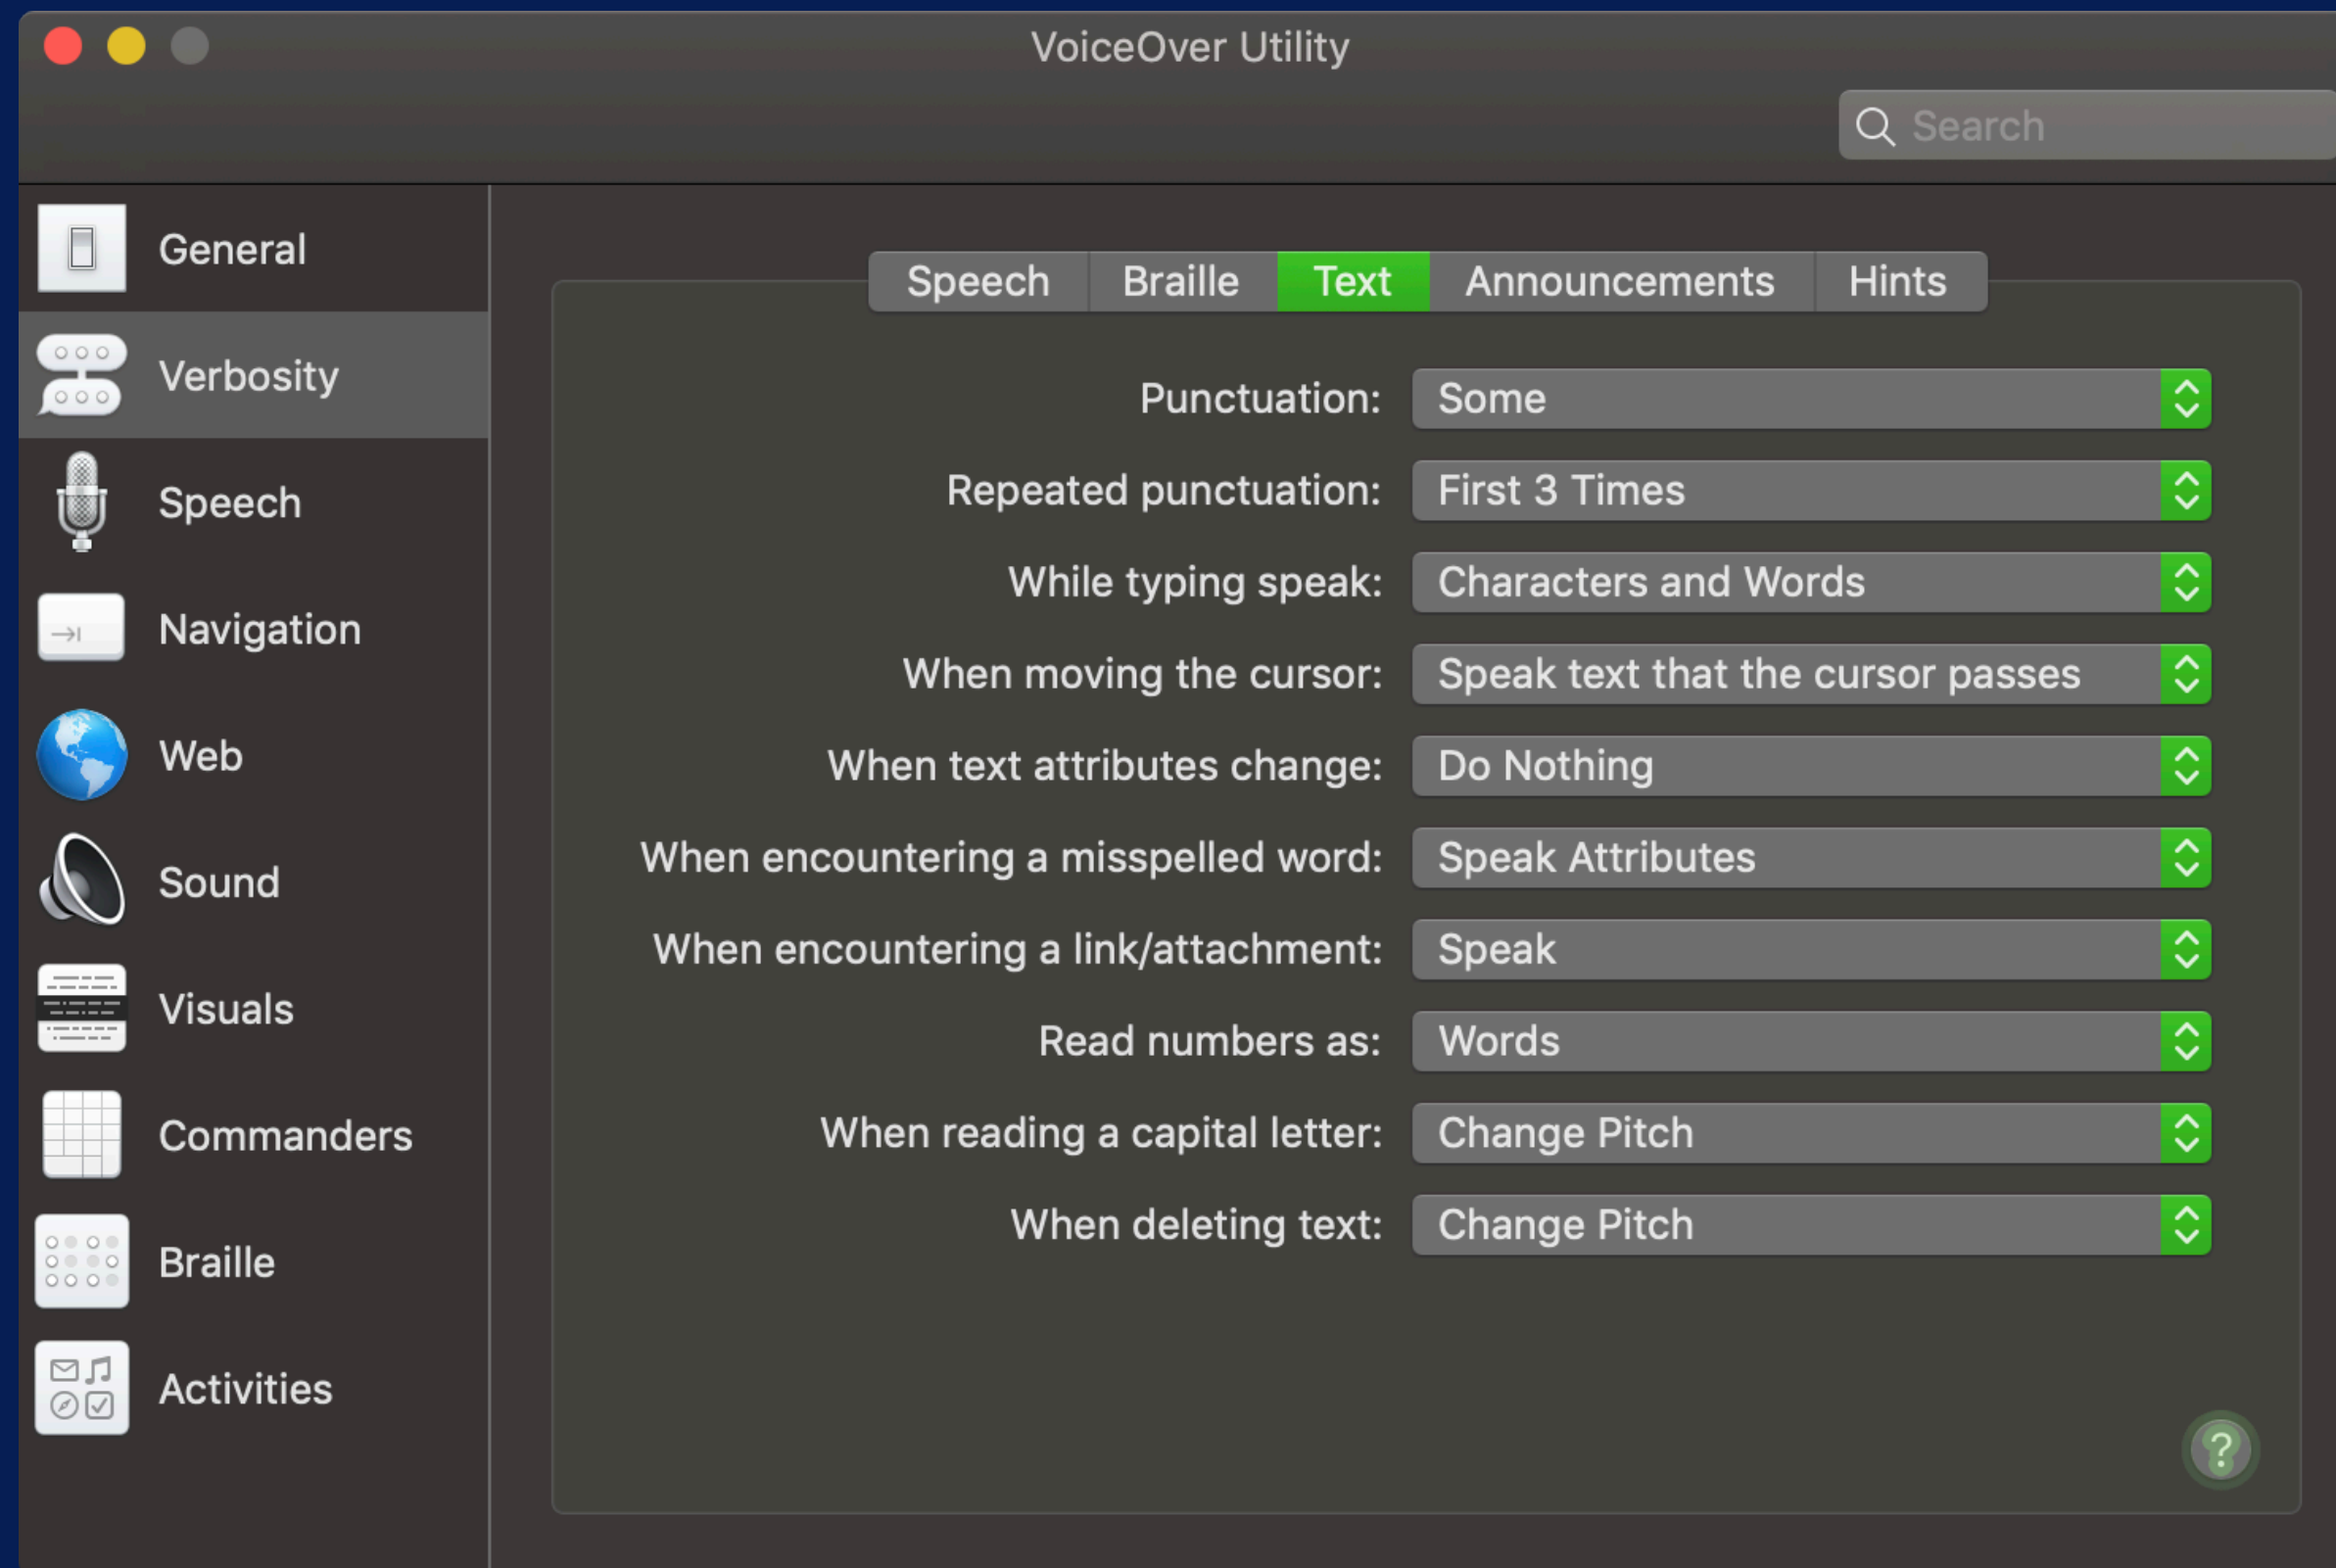 VoiceOver Utility
Search
General
Verbosity
Speech
Navigation
Web
Sound
Visuals
Commanders
Braille
Activities
Speech Braille Text Announcements Hints
Punctuation: Some
Repeated punctuation: First 3 Times
While typing speak: Characters and Words
When moving the cursor: Speak text that the cursor passes
When text attributes change: Do Nothing
When encountering a misspelled word: Speak Attributes
When encountering a link/attachment: Speak
Read numbers as: Words
When reading a capital letter: Change Pitch
When deleting text: Change Pitch
?